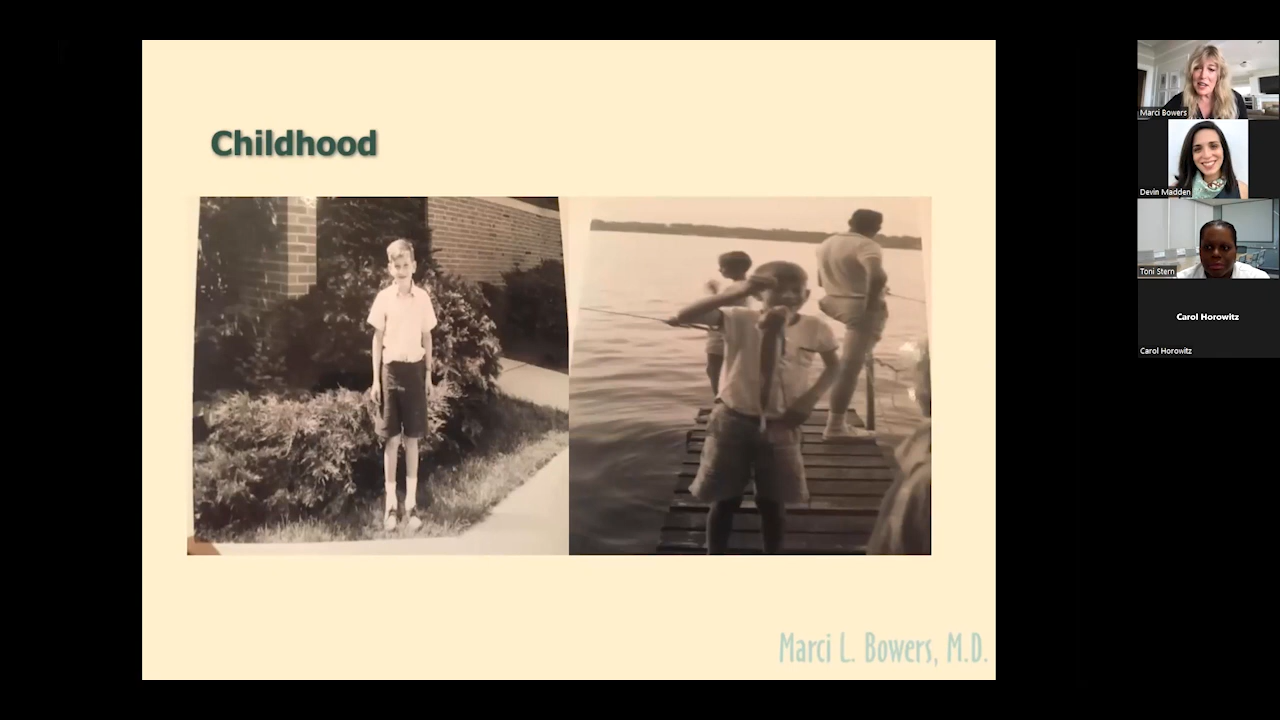 Childhood
Marci L. Bowers, M.D.
Marci Bowers
Devin Madden
Toni Stern
Carol Horowitz
Carol Horowitz